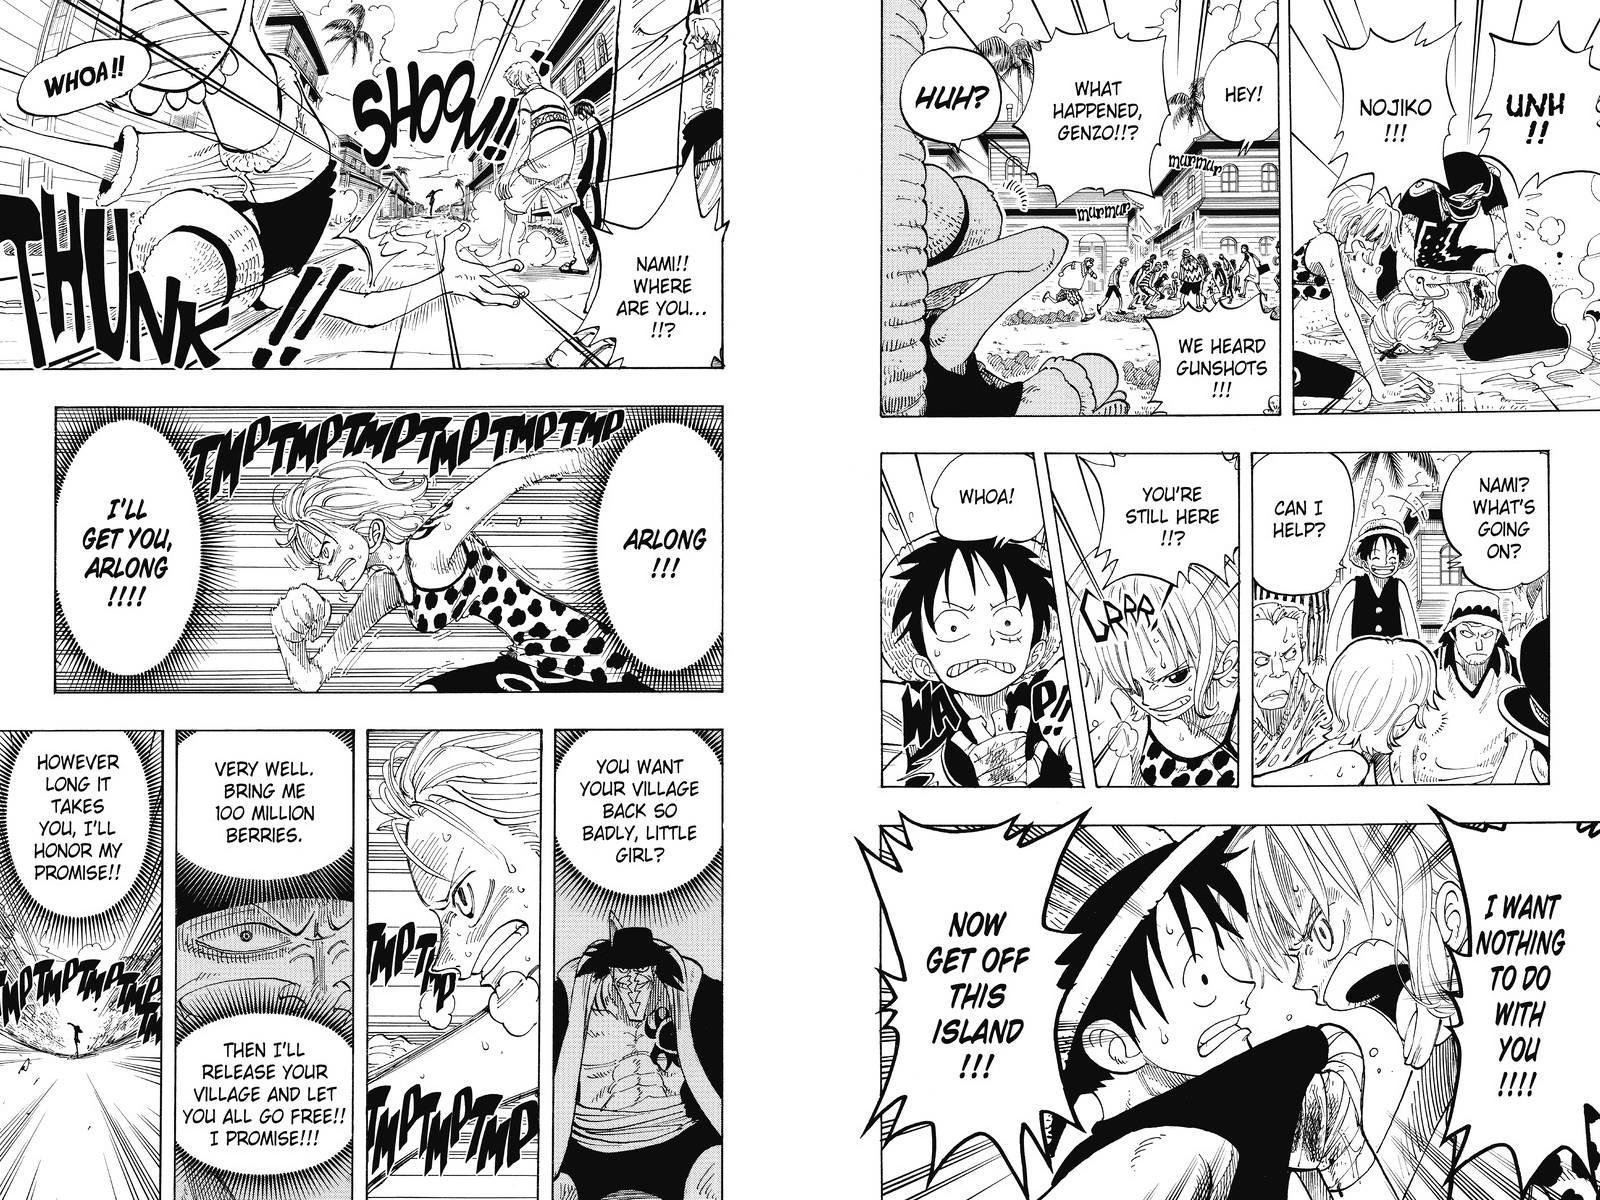 UNH
!!
NOJIKO
!!!
HEY!
WHAT
HAPPENED,
GENZO!!?
MURMUR
MURMUR
WE HEARD
GUNSHOTS
!!!
HUH?
NAMI?
WHAT'S
GOING
ON?
CAN I
HELP?
YOU'RE
STILL HERE
!!?
GRRR!
WHOA!
WAMP!!
I WANT
NOTHING
TO DO
WITH
YOU
!!!!
NOW
GET OFF
THIS
ISLAND
!!!
SHOOM!!
WHOA!!
NAMI!!
WHERE
ARE YOU...
!!?
THUNK!!
TMPTMPTMPTMPTMPTMP
ARLONG
!!!
I'LL
GET YOU,
ARLONG
!!!!
YOU WANT
YOUR VILLAGE
BACK SO
BADLY, LITTLE
GIRL?
TMPTMP
TMPTMPTMP
VERY WELL.
BRING ME
100 MILLION
BERRIES.
THEN I'LL
RELEASE YOUR
VILLAGE AND LET
YOU ALL GO FREE!!
I PROMISE!!!
HOWEVER
LONG IT
TAKES
YOU, I'LL
HONOR MY
PROMISE!!
TMPTMPTMPTMPTM